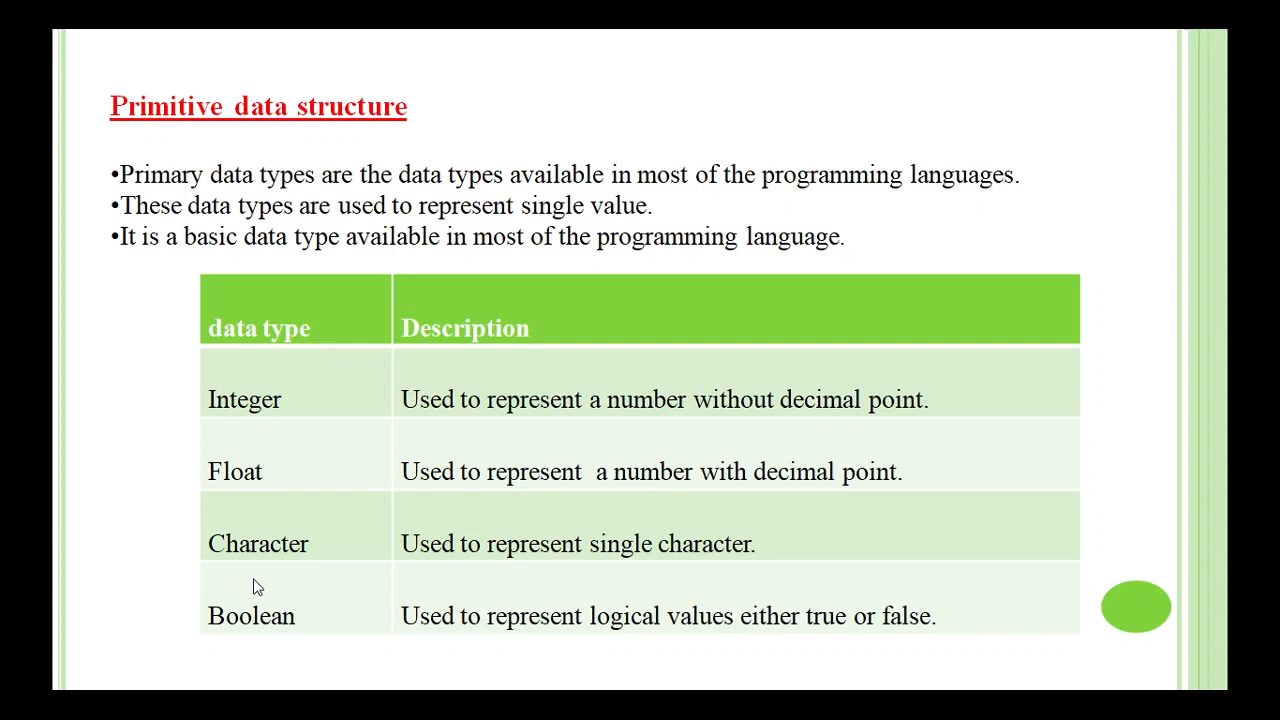 Primitive data structure
•Primary data types are the data types available in most of the programming languages.
•These data types are used to represent single value.
•It is a basic data type available in most of the programming language.
data type Description
Integer Used to represent a number without decimal point.
Float Used to represent a number with decimal point.
Character Used to represent single character.
Boolean Used to represent logical values either true or false.